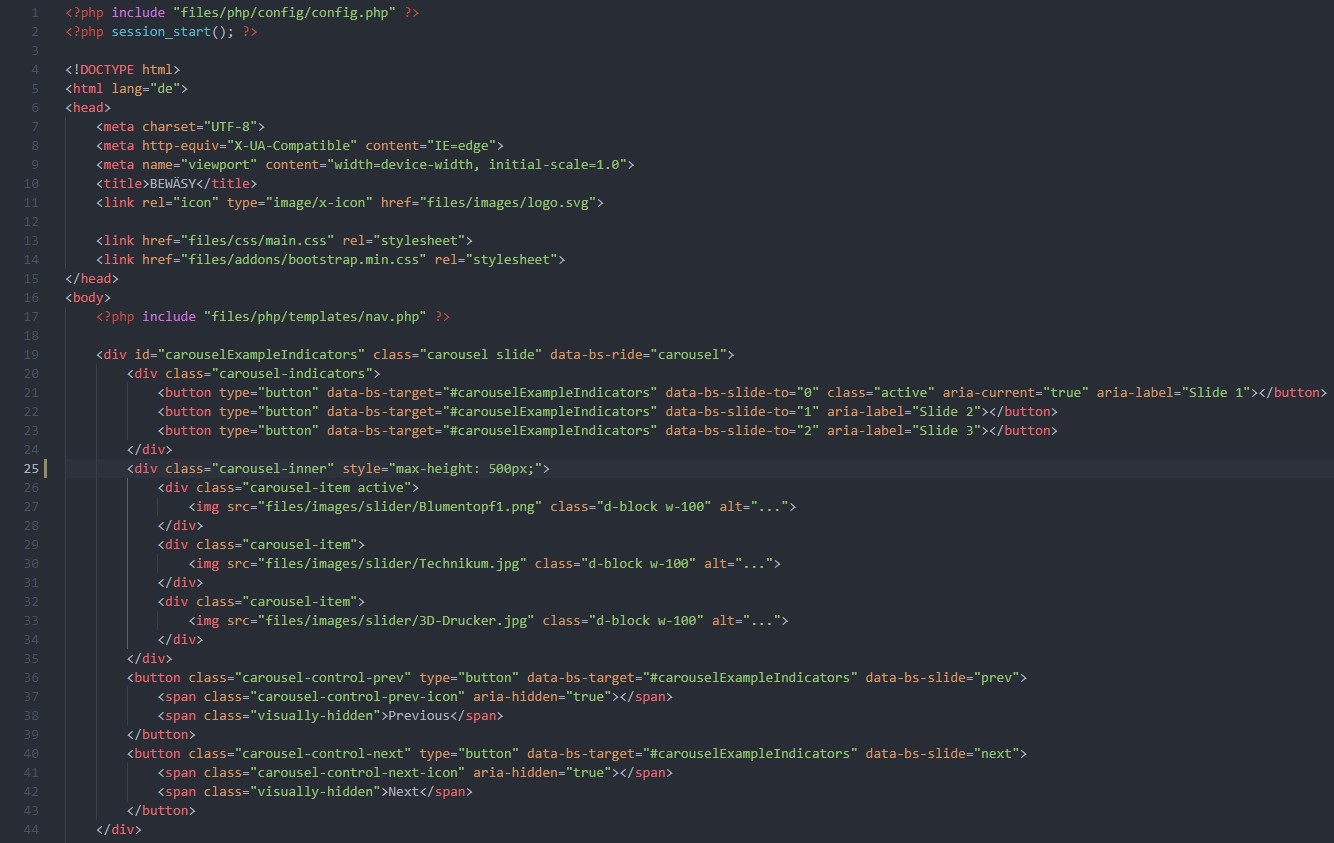 1 <?php include "files/php/config/config.php" ?>
2 <?php session_start(); ?>
3
4 <!DOCTYPE html>
5 <html lang="de">
6 <head>
7     <meta charset="UTF-8">
8     <meta http-equiv="X-UA-Compatible" content="IE=edge">
9     <meta name="viewport" content="width=device-width, initial-scale=1.0">
10     <title>BEWÄSY</title>
11     <link rel="icon" type="image/x-icon" href="files/images/logo.svg">
12
13     <link href="files/css/main.css" rel="stylesheet">
14     <link href="files/addons/bootstrap.min.css" rel="stylesheet">
15 </head>
16 <body>
17     <?php include "files/php/templates/nav.php" ?>
18
19     <div id="carouselExampleIndicators" class="carousel slide" data-bs-ride="carousel">
20         <div class="carousel-indicators">
21             <button type="button" data-bs-target="#carouselExampleIndicators" data-bs-slide-to="0" class="active" aria-current="true" aria-label="Slide 1"></button>
22             <button type="button" data-bs-target="#carouselExampleIndicators" data-bs-slide-to="1" aria-label="Slide 2"></button>
23             <button type="button" data-bs-target="#carouselExampleIndicators" data-bs-slide-to="2" aria-label="Slide 3"></button>
24         </div>
25         <div class="carousel-inner" style="max-height: 500px;">
26             <div class="carousel-item active">
27                 <img src="files/images/slider/Blumentopf1.png" class="d-block w-100" alt="...">
28             </div>
29             <div class="carousel-item">
30                 <img src="files/images/slider/Technikum.jpg" class="d-block w-100" alt="...">
31             </div>
32             <div class="carousel-item">
33                 <img src="files/images/slider/3D-Drucker.jpg" class="d-block w-100" alt="...">
34             </div>
35         </div>
36         <button class="carousel-control-prev" type="button" data-bs-target="#carouselExampleIndicators" data-bs-slide="prev">
37             <span class="carousel-control-prev-icon" aria-hidden="true"></span>
38             <span class="visually-hidden">Previous</span>
39         </button>
40         <button class="carousel-control-next" type="button" data-bs-target="#carouselExampleIndicators" data-bs-slide="next">
41             <span class="carousel-control-next-icon" aria-hidden="true"></span>
42             <span class="visually-hidden">Next</span>
43         </button>
44     </div>